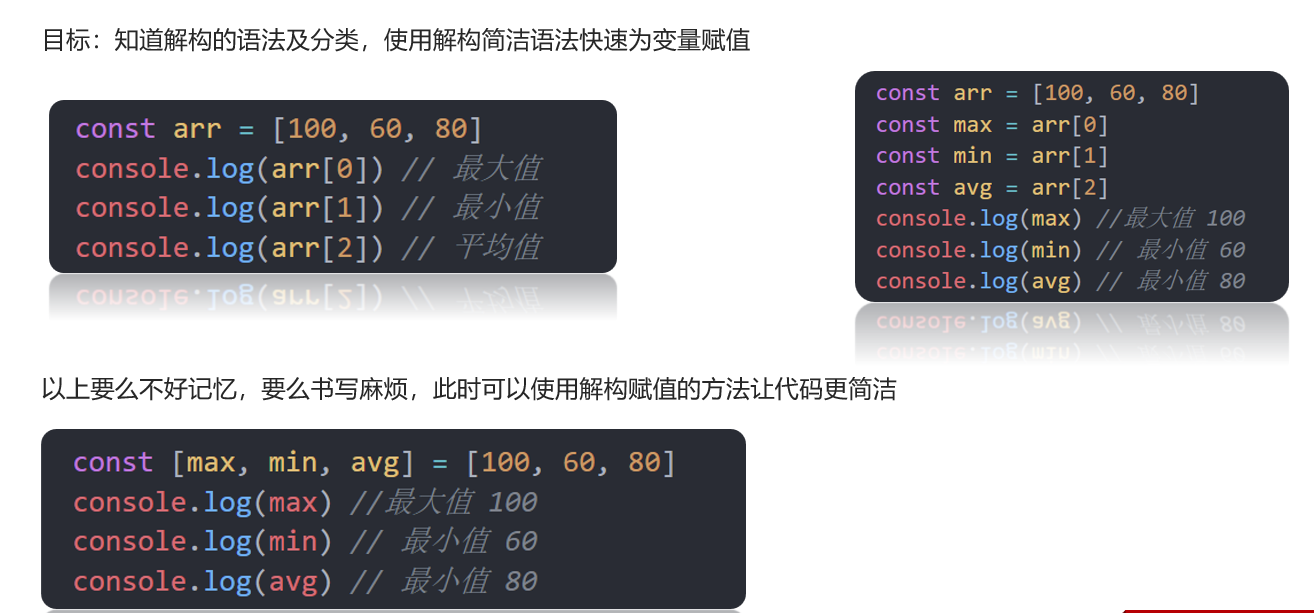 目标：知道解构的语法及分类，使用解构简洁语法快速为变量赋值
const arr = [100, 60, 80]
console.log(arr[0]) // 最大值
console.log(arr[1]) // 最小值
console.log(arr[2]) // 平均值
const arr = [100, 60, 80]
const max = arr[0]
const min = arr[1]
const avg = arr[2]
console.log(max) //最大值 100
console.log(min) // 最小值 60
console.log(avg) // 最小值 80
以上要么不好记忆，要么书写麻烦，此时可以使用解构赋值的方法让代码更简洁
const [max, min, avg] = [100, 60, 80]
console.log(max) //最大值 100
console.log(min) // 最小值 60
console.log(avg) // 最小值 80